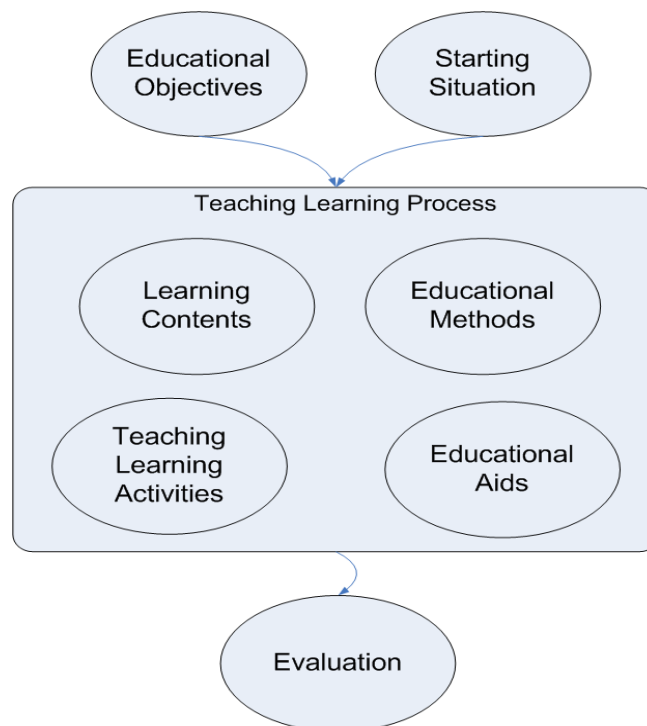 Educational
Objectives
Starting
Situation
Teaching Learning Process
Learning
Contents
Educational
Methods
Teaching
Learning
Activities
Educational
Aids
Evaluation